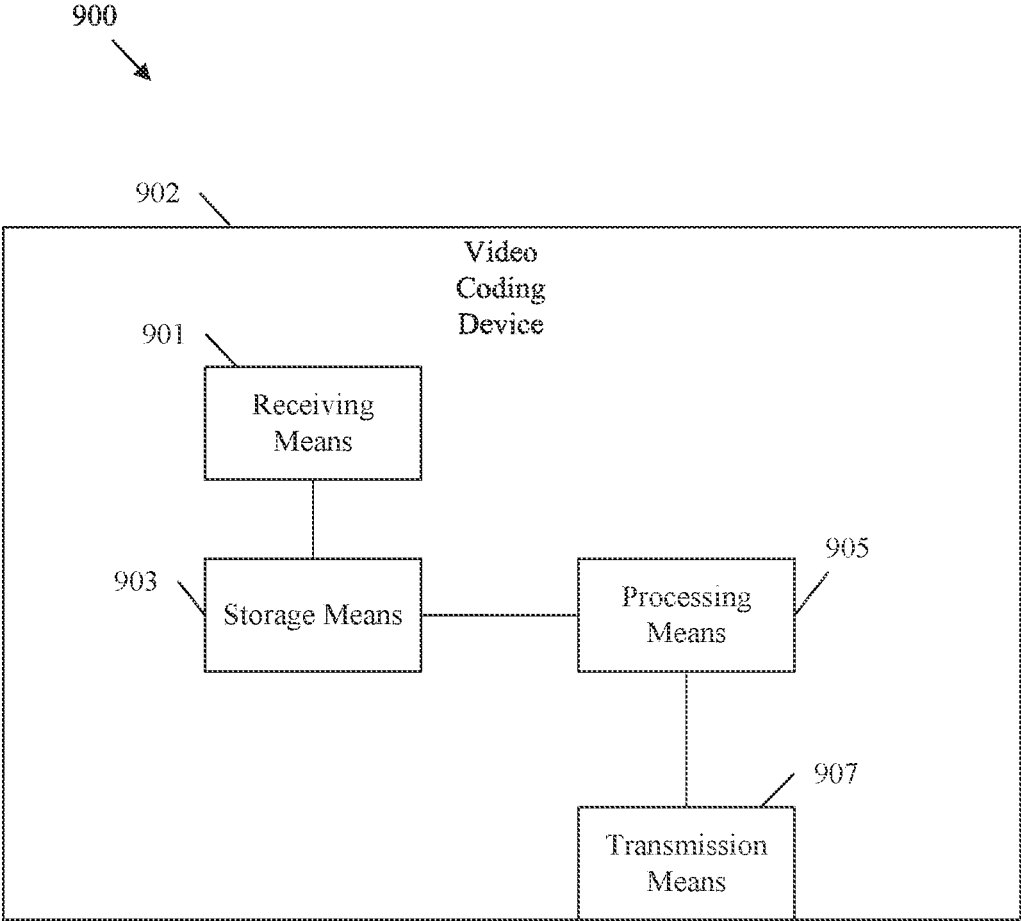 900
902
Video
Coding
Device
901
Receiving
Means
903
Storage Means
905
Processing
Means
907
Transmission
Means